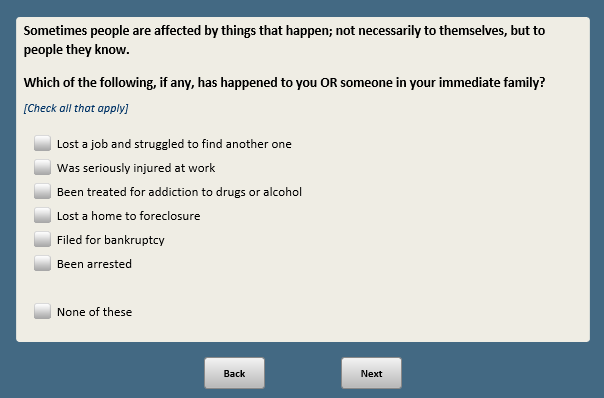 Sometimes people are affected by things that happen; not necessarily to themselves, but to
people they know.
Which of the following, if any, has happened to you OR someone in your immediate family?
[Check all that apply]
Lost a job and struggled to find another one
Was seriously injured at work
Been treated for addiction to drugs or alcohol
Lost a home to foreclosure
Filed for bankruptcy
Been arrested
None of these
Back
Next